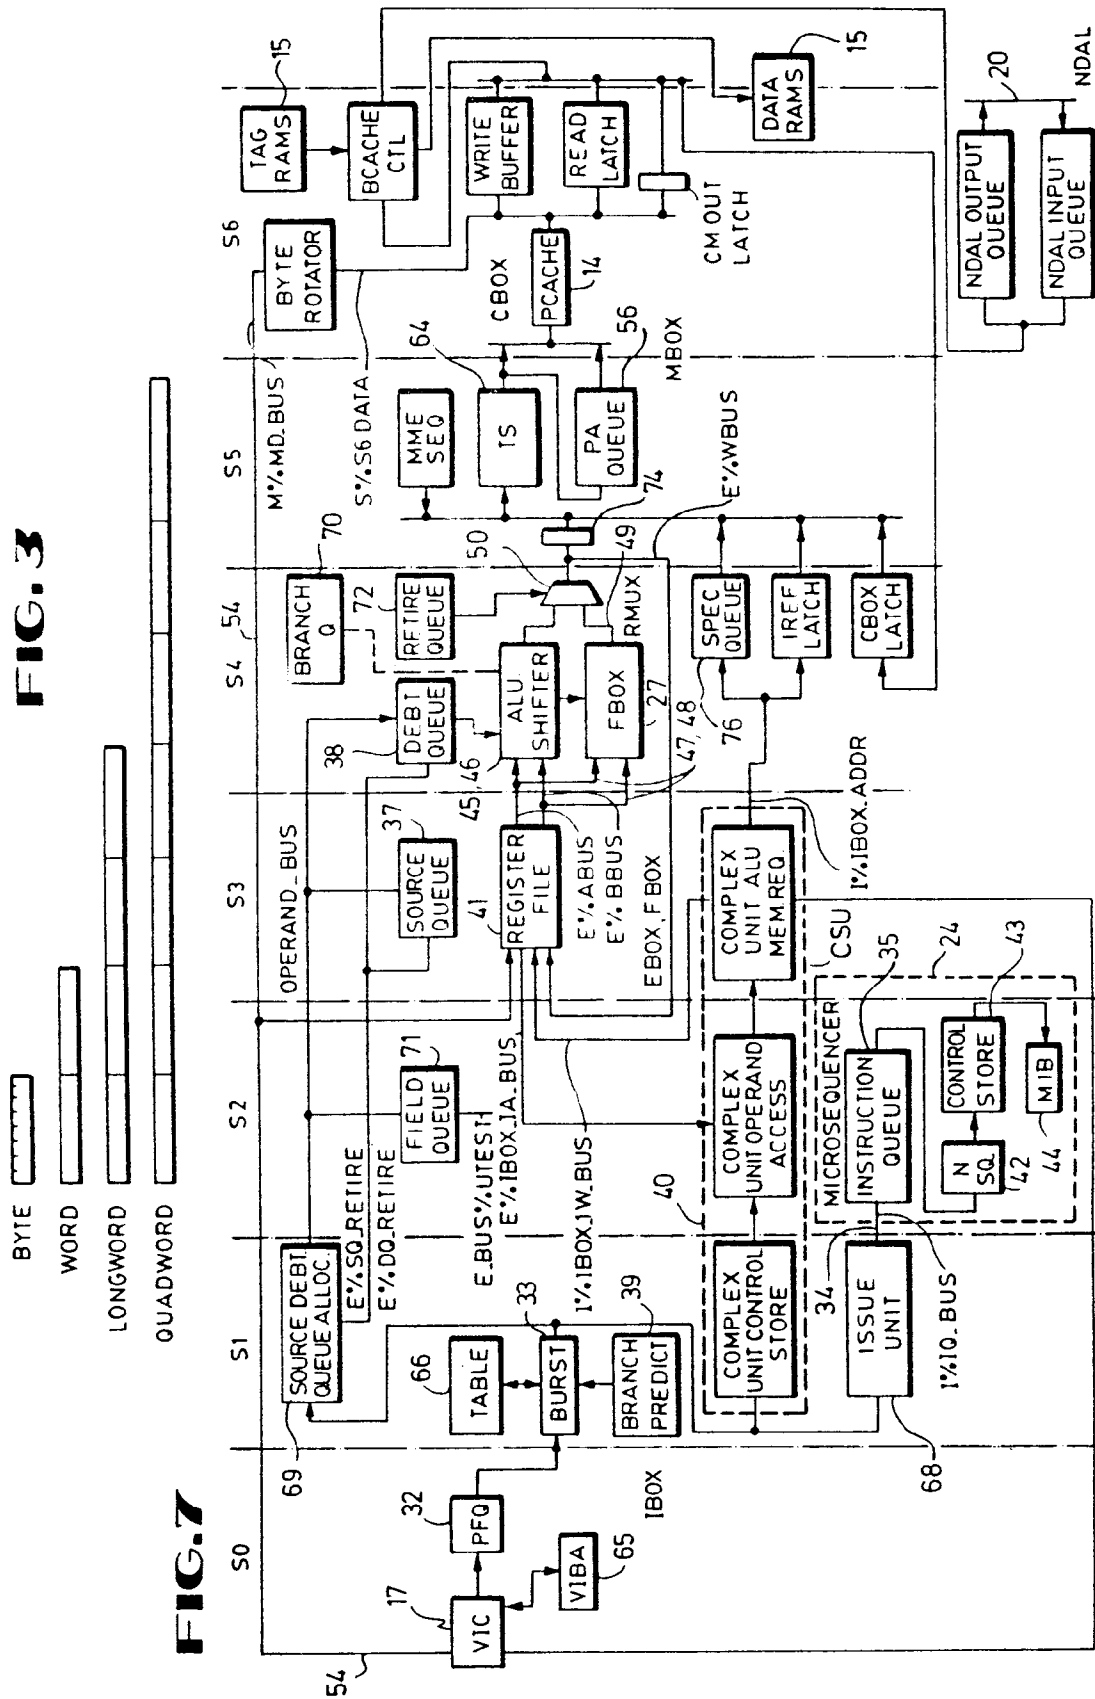 FIG. 3
BYTE
WORD
LONGWORD
QUADWORD
FIG. 7
S0
S1
S2
S3
S4
S5
S6
54
17
VIC
VIBA
65
32
PFQ
IBOX
69
SOURCE DEBT.
QUEUE ALLOC.
66
TABLE
33
BURST
39
BRANCH
PREDICT
COMPLEX
UNIT CONTROL
STORE
ISSUE
UNIT
68
34
I%IQ_BUS
E%SQ_RETIRE
E%DQ_RETIRE
71
FIELD
QUEUE
E_BUS%UTEST
E%IBOX_IA_BUS
I%IBOX_IW_BUS
40
COMPLEX
UNIT OPERAND
ACCESS
MICROSEQUENCER
INSTRUCTION
QUEUE
35
N
SQ.
42
CONTROL
STORE
43
MIB
44
24
CSU
OPERAND_BUS
37
SOURCE
QUEUE
41
REGISTER
FILE
E%ABUS
E%BBUS
EBOX, FBOX
COMPLEX
UNIT ALU
MEM.REQ.
I%IBOX_ADDR
54
70
BRANCH
Q
72
RETIRE
QUEUE
38
DEBT
QUEUE
45, 46
ALU
SHIFTER
FBOX
27
47, 48
50
RMUX
49
74
E%WBUS
76
SPEC
QUEUE
IREF
LATCH
CBOX
LATCH
M%MD_BUS
S%S6 DATA
MME
SEQ
TS
64
PA
QUEUE
56
MBOX
BYTE
ROTATOR
CBOX
PCACHE
14
TAG
RAMS
15
BCACHE
CTL
WRITE
BUFFER
READ
LATCH
CM OUT
LATCH
DATA
RAMS
15
NDAL OUTPUT
QUEUE
NDAL INPUT
QUEUE
20
NDAL